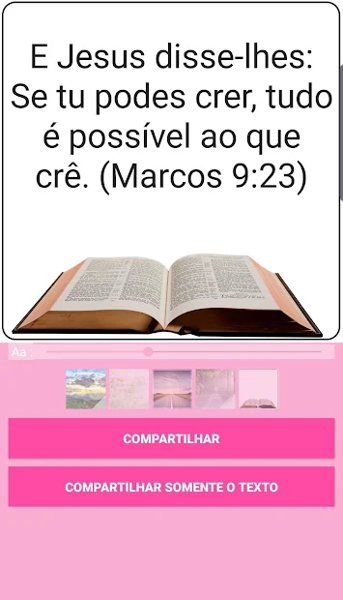 E Jesus disse-lhes:
Se tu podes crer, tudo
é possível ao que
crê. (Marcos 9:23)
Aa
COMPARTILHAR
COMPARTILHAR SOMENTE O TEXTO